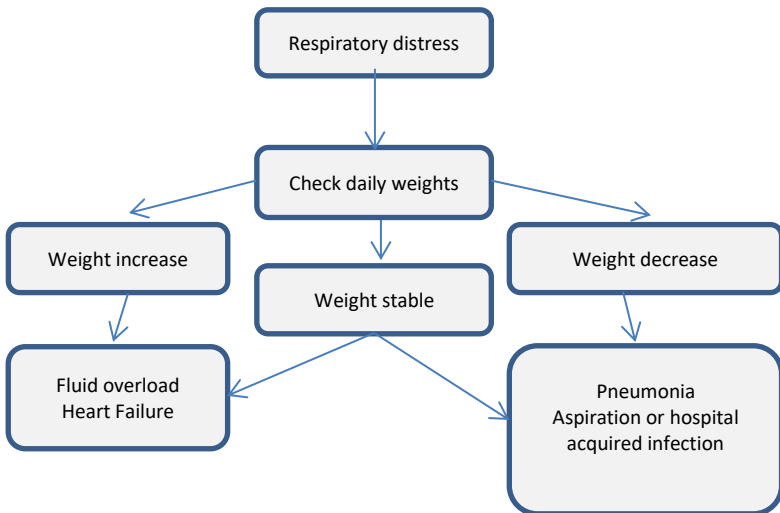 Respiratory distress
Check daily weights
Weight increase
Weight stable
Weight decrease
Fluid overload
Heart Failure
Pneumonia
Aspiration or hospital
acquired infection